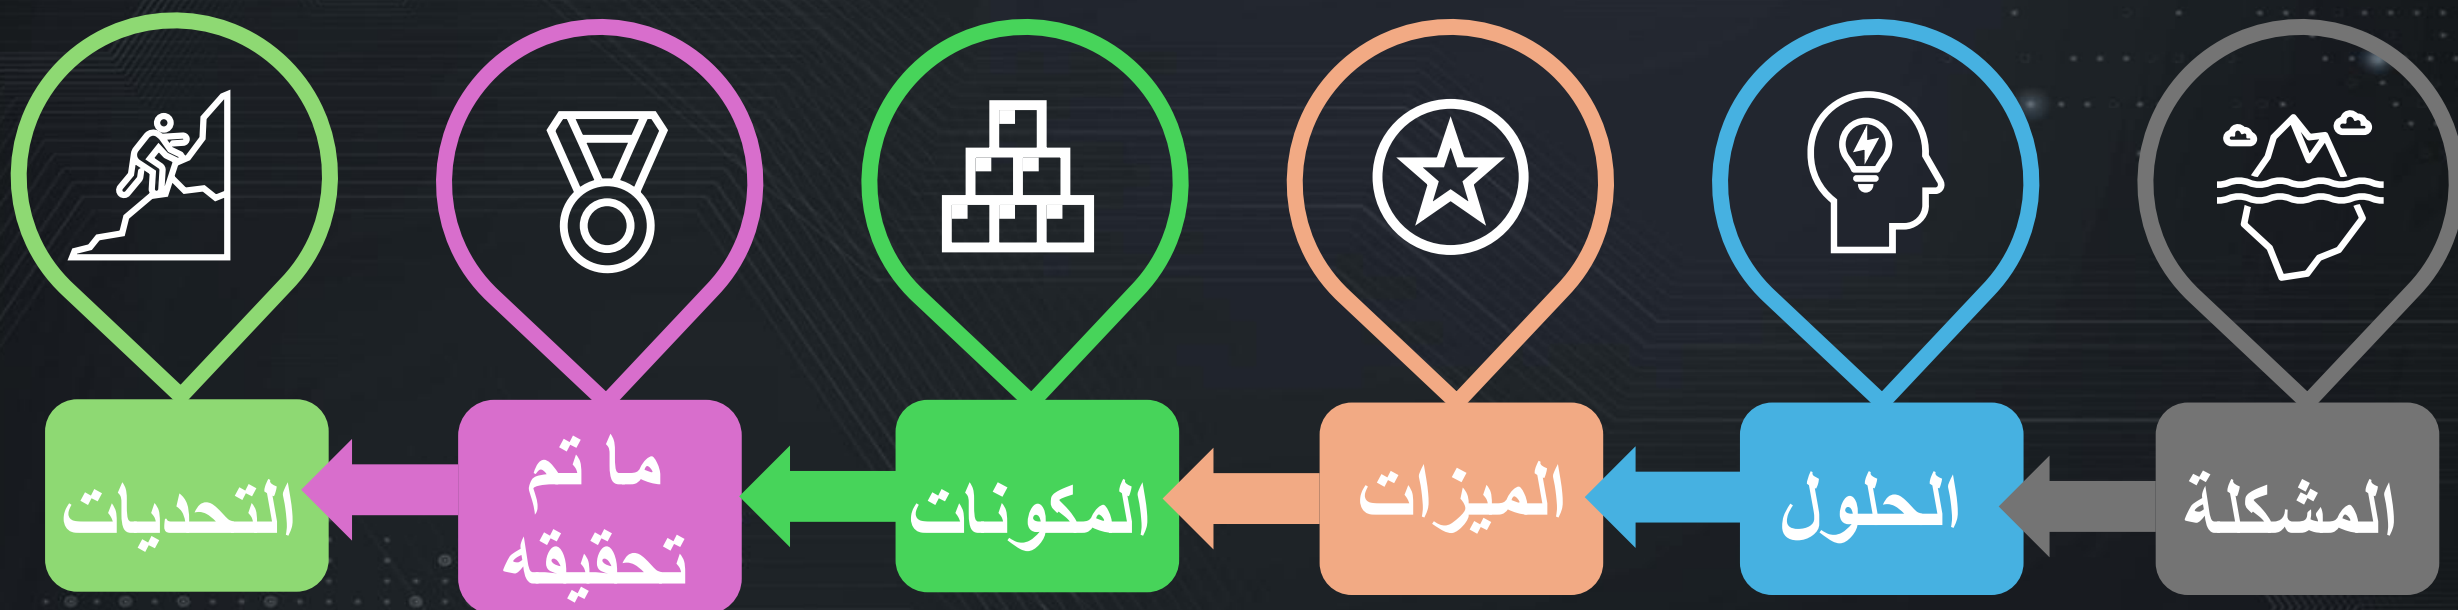 المشكلة
الحلول
الميزات
المكونات
ما تم
تحقيقه
التحديات